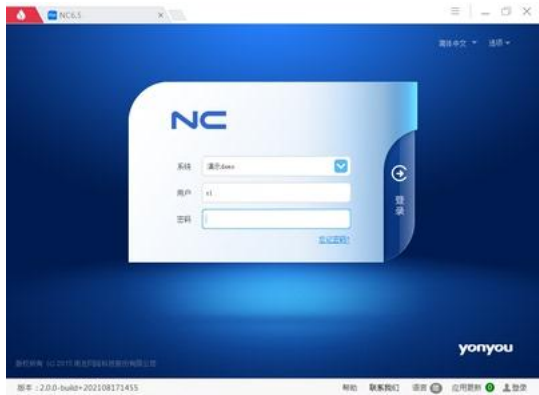 NC6.5
简体中文 选项
NC
系统 演示demo
用户
密码
忘记密码?
登录
yonyou
版本：2.0.0-build+202108171455
帮助 联系我们 语言 应用更新 0 登录